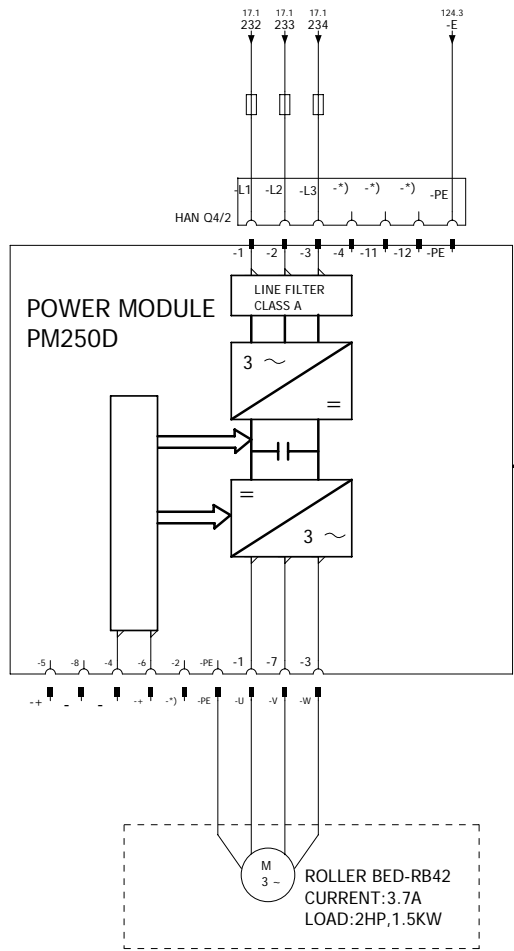 17.1 17.1 17.1 124.3
232 233 234 -E
-L1 -L2 -L3 -*) -*) -*) -PE
HAN Q4/2
-1 -2 -3 -4 -11 -12 -PE
LINE FILTER
CLASS A
POWER MODULE
PM250D
3 ~
=
=
3 ~
-5 -8 -4 -6 -2 -PE -1 -7 -3
-+ - - -+ -*) -PE -U -V -W
M
3 ~
ROLLER BED-RB42
CURRENT:3.7A
LOAD:2HP,1.5KW